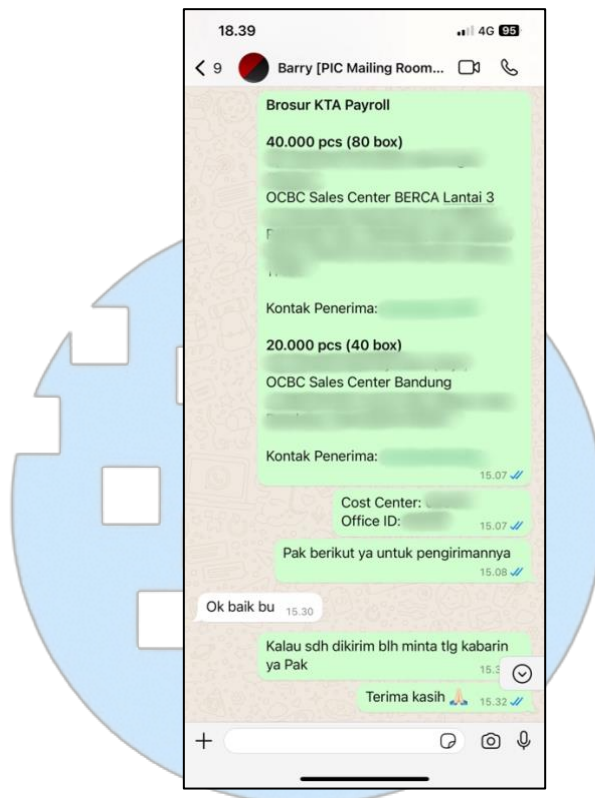 18.39
4G 95
9 Barry [PIC Mailing Room...
Brosur KTA Payroll
40.000 pcs (80 box)
OCBC Sales Center BERCA Lantai 3
Kontak Penerima:
20.000 pcs (40 box)
OCBC Sales Center Bandung
Kontak Penerima:
15.07
Cost Center:
Office ID:
15.07
Pak berikut ya untuk pengirimannya
15.08
Ok baik bu 15.30
Kalau sdh dikirim blh minta tlg kabarin
ya Pak
Terima kasih 🙏🏻 15.32